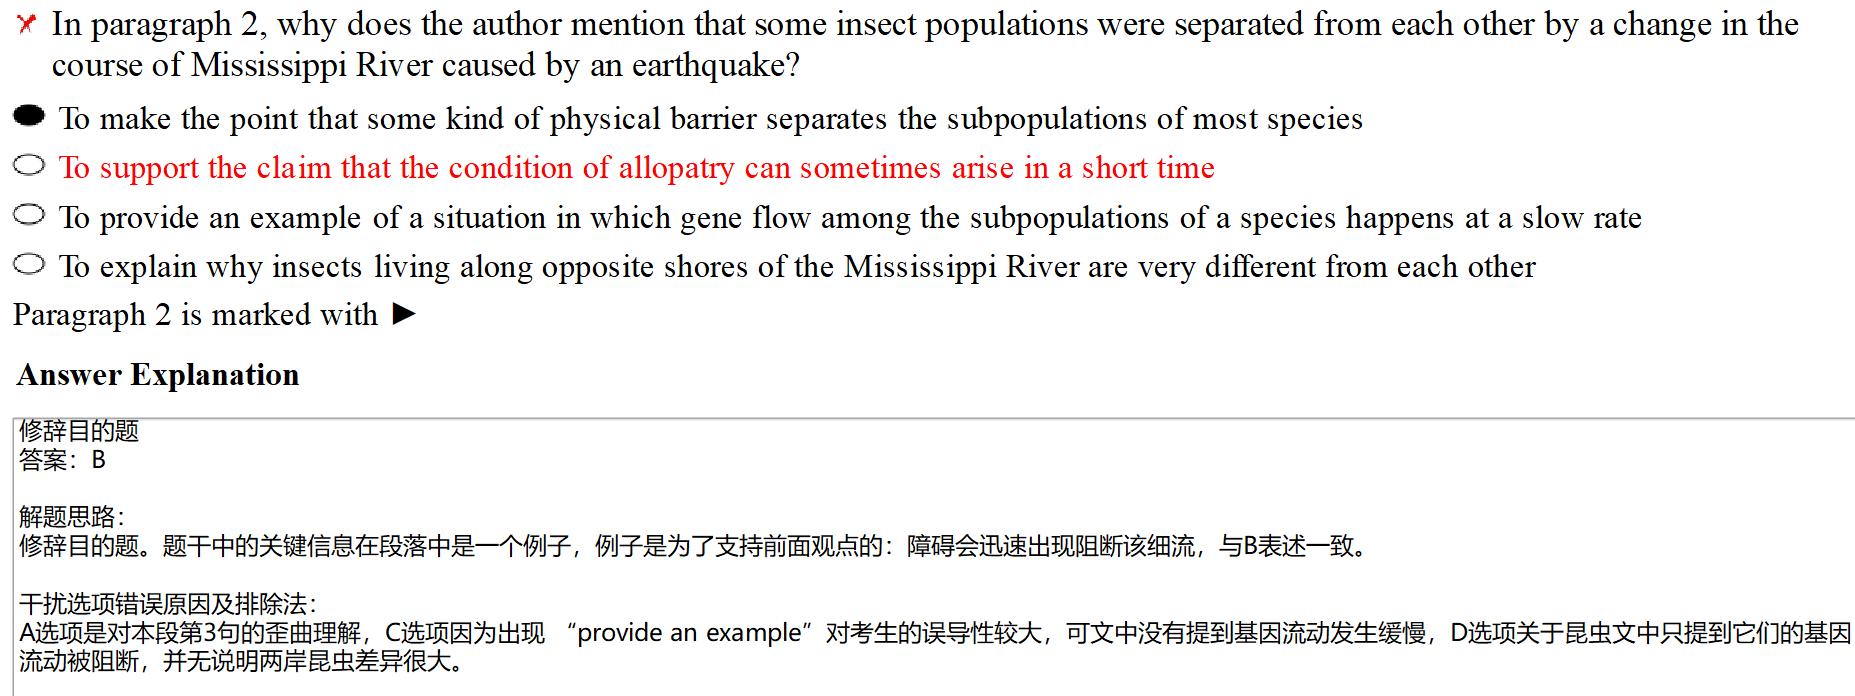 In paragraph 2, why does the author mention that some insect populations were separated from each other by a change in the
course of Mississippi River caused by an earthquake?
To make the point that some kind of physical barrier separates the subpopulations of most species
To support the claim that the condition of allopatry can sometimes arise in a short time
To provide an example of a situation in which gene flow among the subpopulations of a species happens at a slow rate
To explain why insects living along opposite shores of the Mississippi River are very different from each other
Paragraph 2 is marked with ►
Answer Explanation
修辞目的题
答案：B
解题思路：
修辞目的题。题干中的关键信息在段落中是一个例子，例子是为了支持前面观点的：障碍会迅速出现阻断该细流，与B表述一致。
干扰选项错误原因及排除法：
A选项是对本段第3句的歪曲理解，C选项因为出现 “provide an example”对考生的误导性较大，可文中没有提到基因流动发生缓慢，D选项关于昆虫文中只提到它们的基因
流动被阻断，并无说明两岸昆虫差异很大。